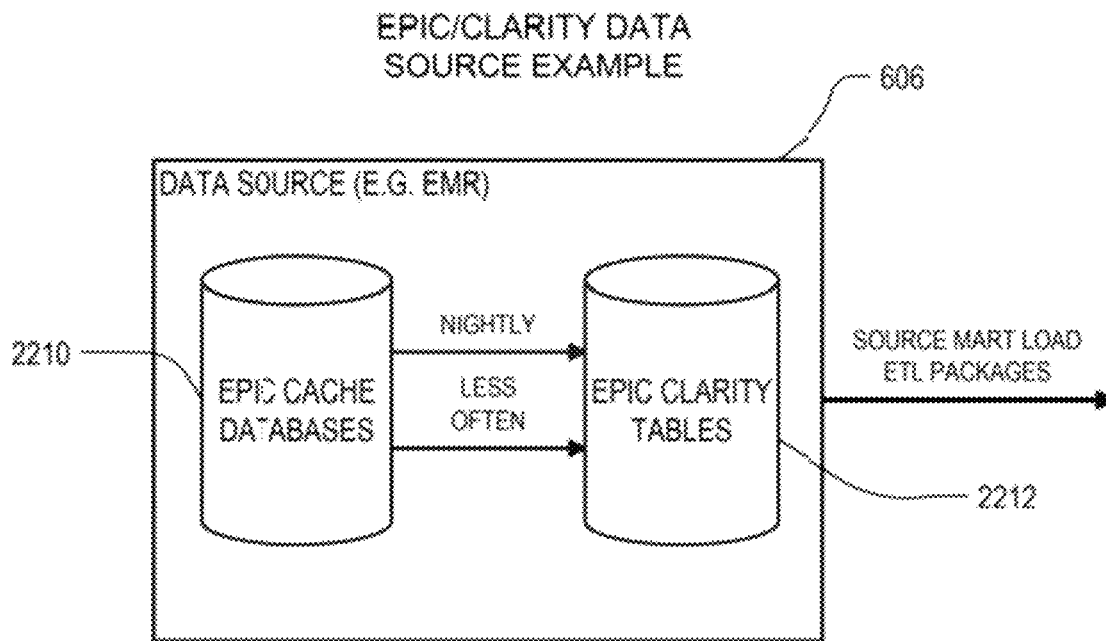 EPIC/CLARITY DATA
SOURCE EXAMPLE
606
DATA SOURCE (E.G. EMR)
NIGHTLY
2210
EPIC CACHE
DATABASES
LESS
OFTEN
EPIC CLARITY
TABLES
SOURCE MART LOAD
ETL PACKAGES
2212